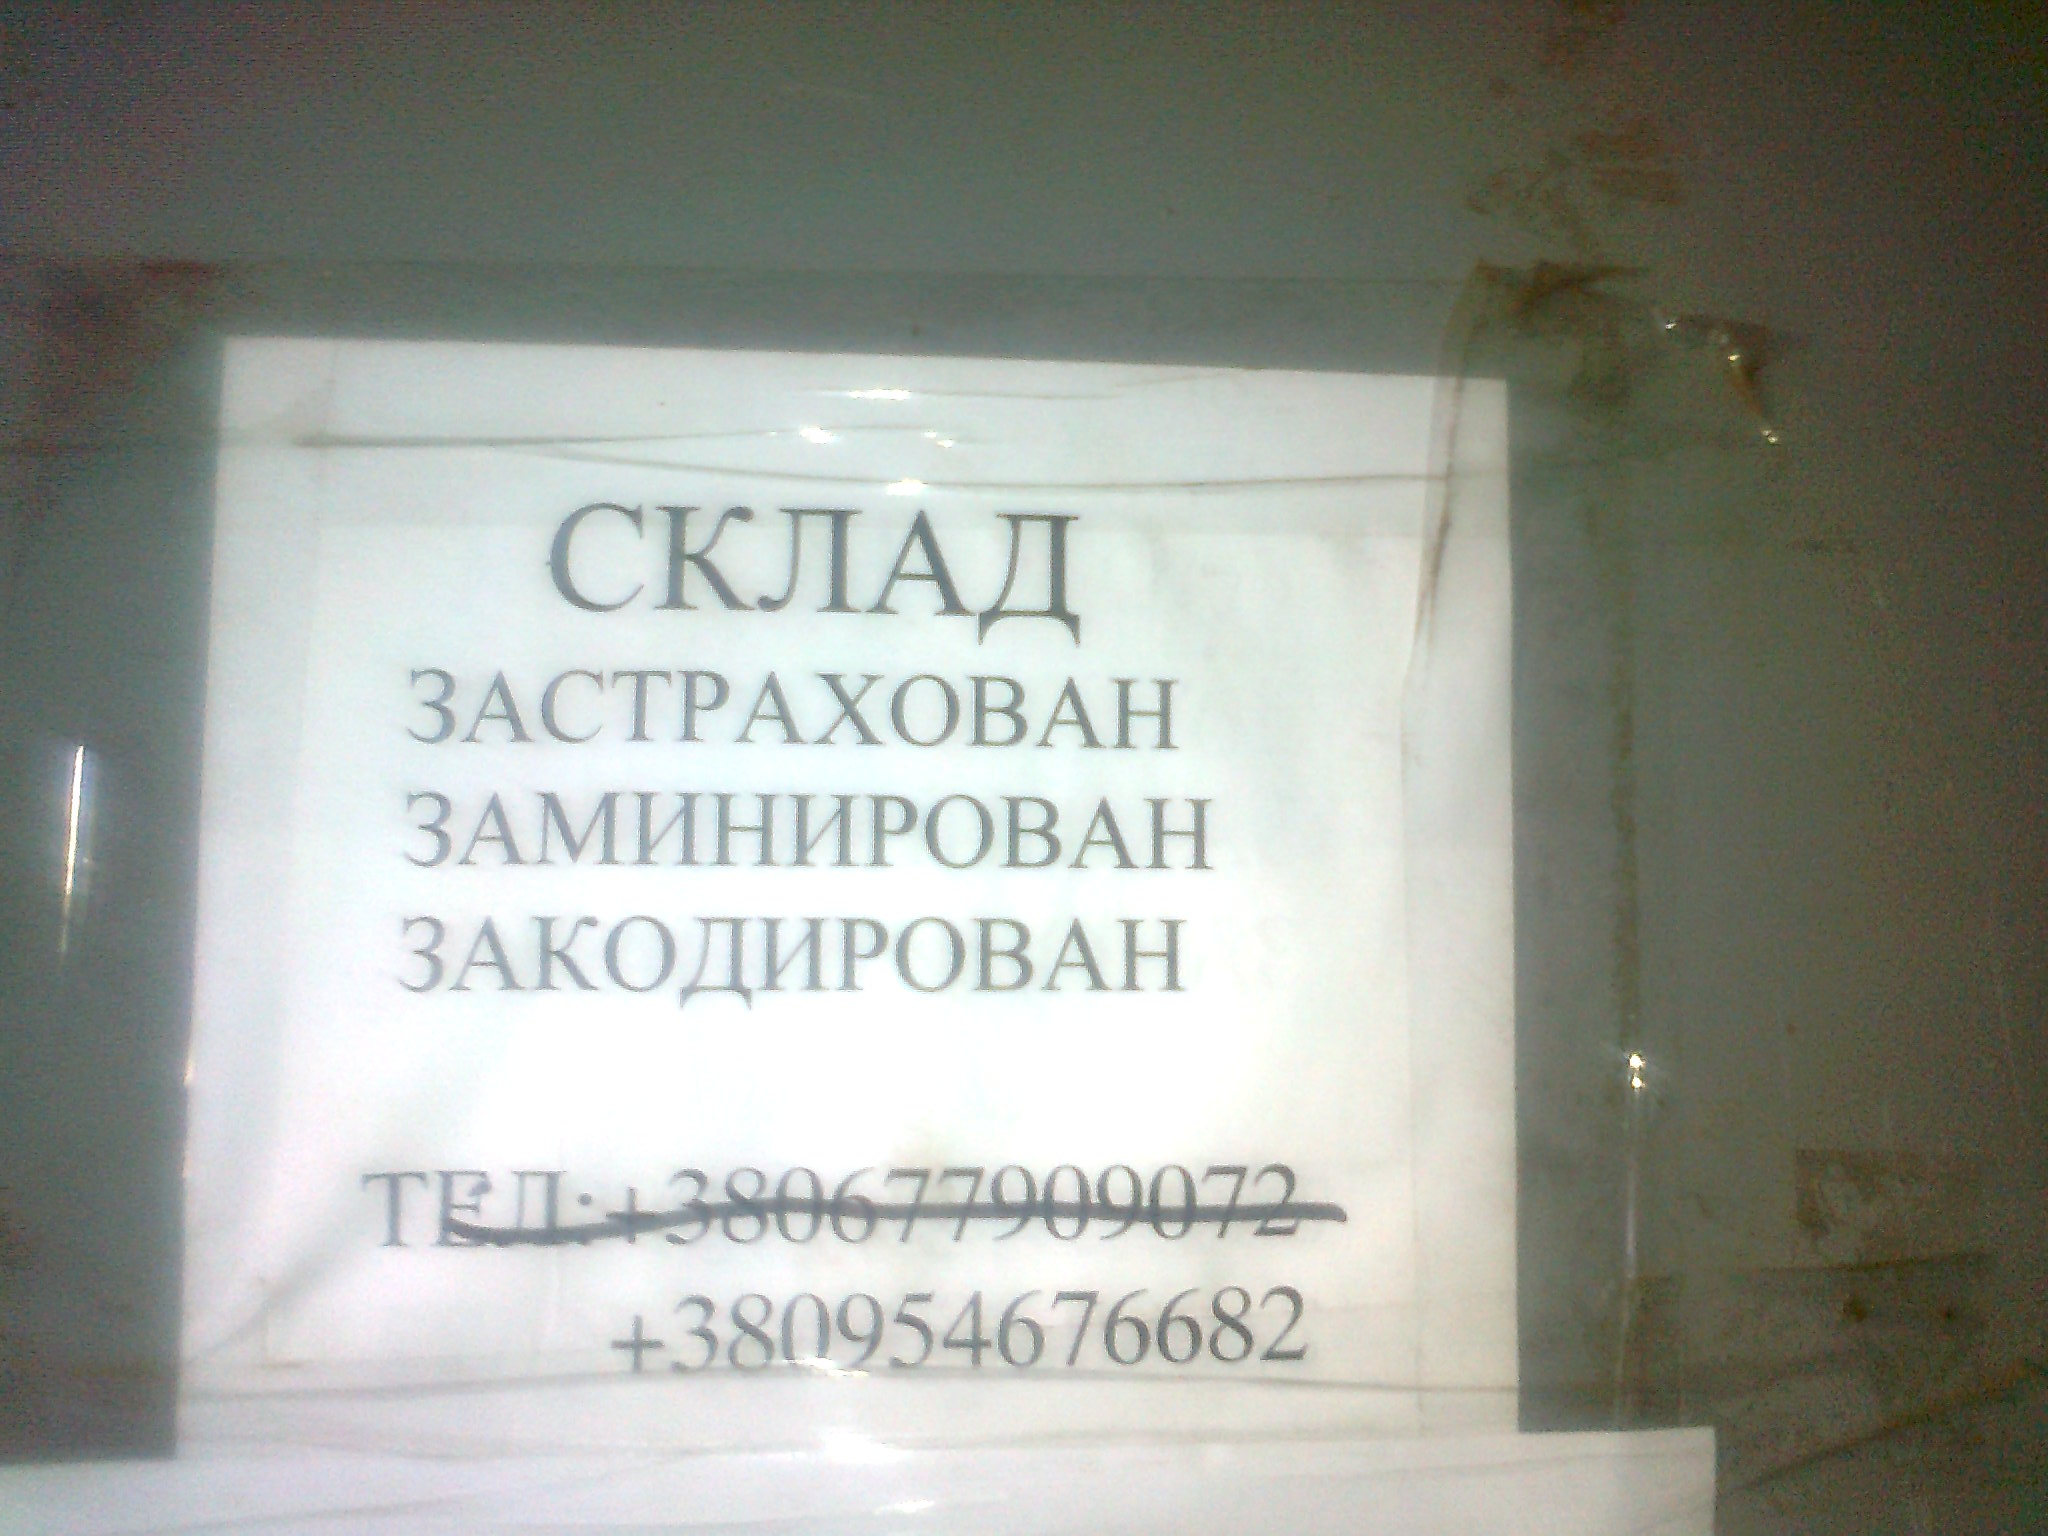 СКЛАД
ЗАСТРАХОВАН
ЗАМИНИРОВАН
ЗАКОДИРОВАН
ТЕЛ.:+380677909072
+380954676682